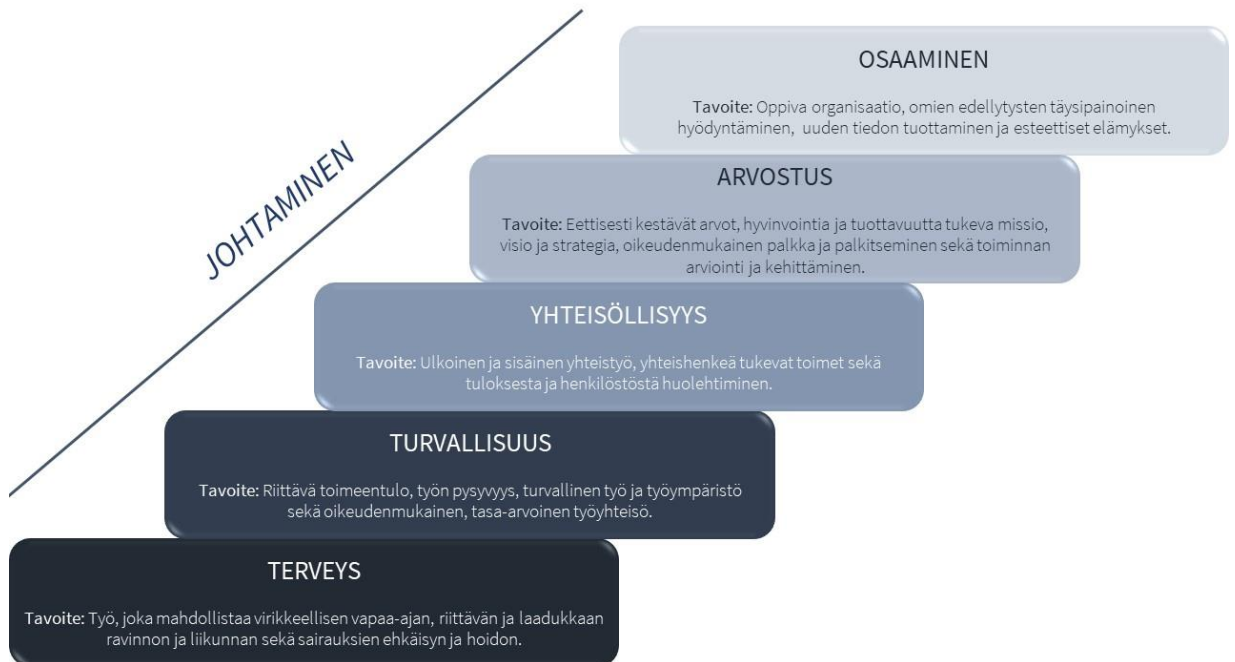 JOHTAMINEN
OSAAMINEN
Tavoite: Oppiva organisaatio, omien edellytysten täysipainoinen
hyödyntäminen, uuden tiedon tuottaminen ja esteettiset elämykset.
ARVOSTUS
Tavoite: Eettisesti kestävät arvot, hyvinvointia ja tuottavuutta tukeva missio,
visio ja strategia, oikeudenmukainen palkka ja palkitseminen sekä toiminnan
arviointi ja kehittäminen.
YHTEISÖLLISYYS
Tavoite: Ulkoinen ja sisäinen yhteistyö, yhteishenkeä tukevat toimet sekä
tuloksesta ja henkilöstöstä huolehtiminen.
TURVALLISUUS
Tavoite: Riittävä toimeentulo, työn pysyvyys, turvallinen työ ja työympäristö
sekä oikeudenmukainen, tasa-arvoinen työyhteisö.
TERVEYS
Tavoite: Työ, joka mahdollistaa virikkeellisen vapaa-ajan, riittävän ja laadukkaan
ravinnon ja liikunnan sekä sairauksien ehkäisyn ja hoidon.